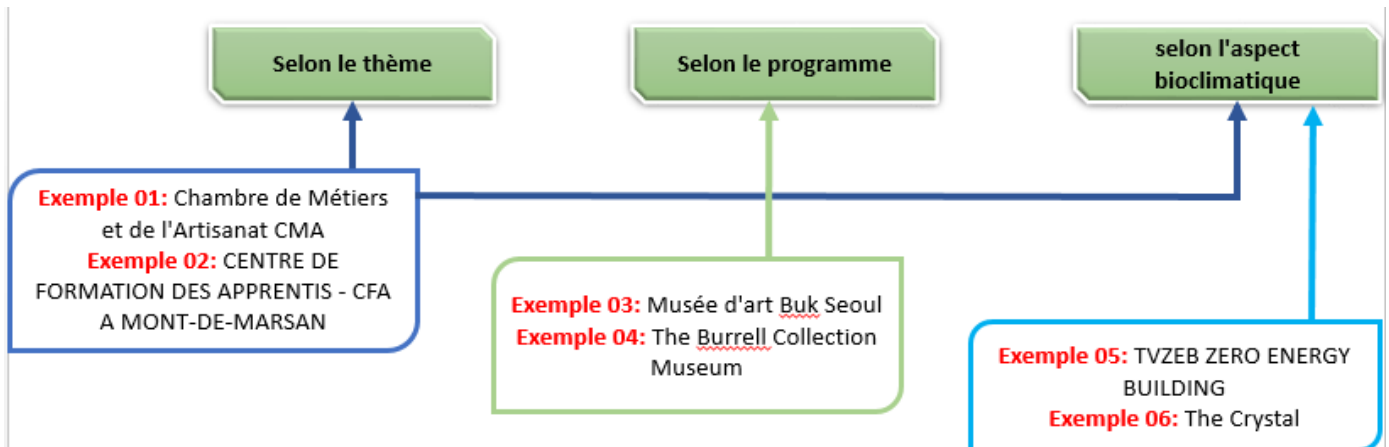 Selon le thème
Selon le programme
selon l'aspect
bioclimatique
Exemple 01: Chambre de Métiers
et de l'Artisanat CMA
Exemple 02: CENTRE DE
FORMATION DES APPRENTIS - CFA
A MONT-DE-MARSAN
Exemple 03: Musée d'art Buk Seoul
Exemple 04: The Burrell Collection
Museum
Exemple 05: TVZEB ZERO ENERGY
BUILDING
Exemple 06: The Crystal